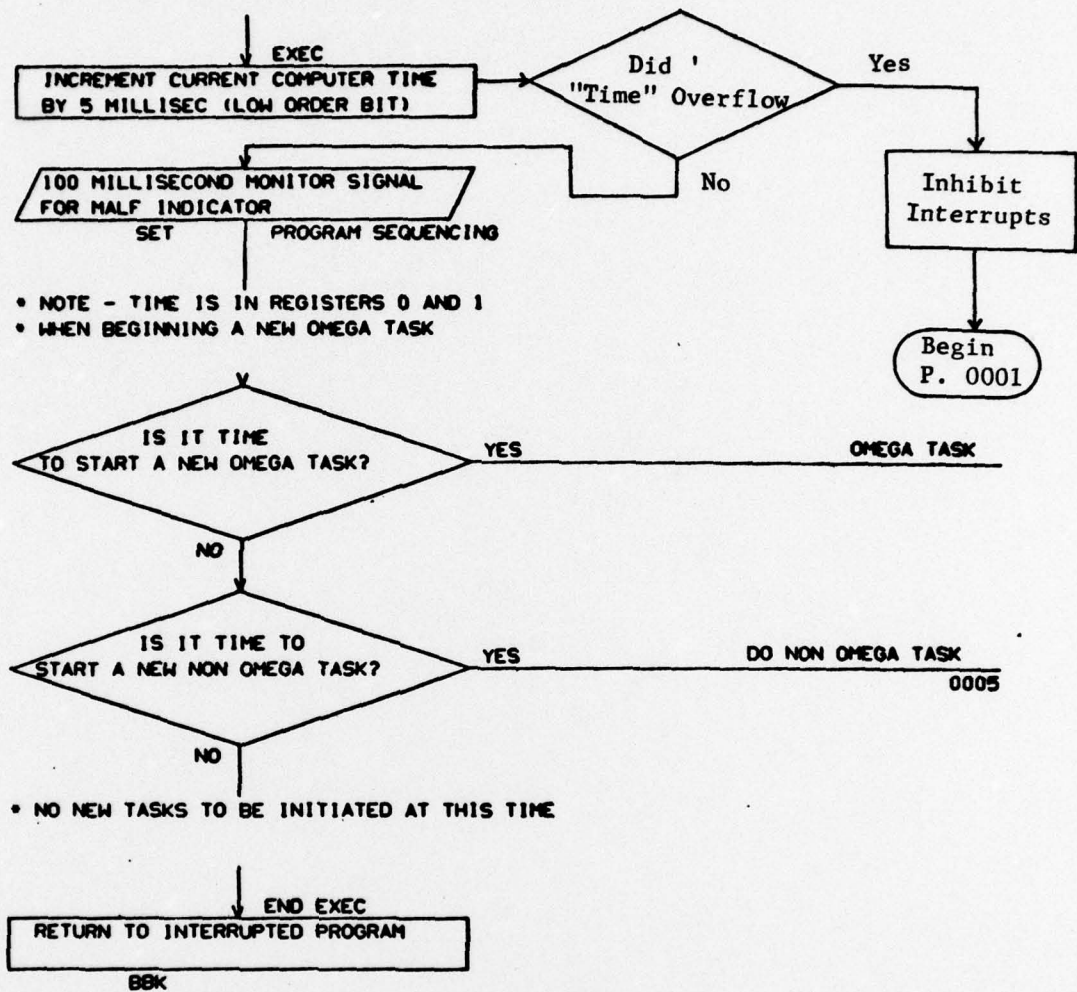 EXEC
INCREMENT CURRENT COMPUTER TIME
BY 5 MILLISEC (LOW ORDER BIT)
Did '
"Time" Overflow
Yes
No
Inhibit
Interrupts
Begin
P. 0001
100 MILLISECOND MONITOR SIGNAL
FOR MALF INDICATOR
SET PROGRAM SEQUENCING
* NOTE - TIME IS IN REGISTERS 0 AND 1
* WHEN BEGINNING A NEW OMEGA TASK
IS IT TIME
TO START A NEW OMEGA TASK?
YES OMEGA TASK
NO
IS IT TIME TO
START A NEW NON OMEGA TASK?
YES DO NON OMEGA TASK
0005
NO
* NO NEW TASKS TO BE INITIATED AT THIS TIME
END EXEC
RETURN TO INTERRUPTED PROGRAM
BBK